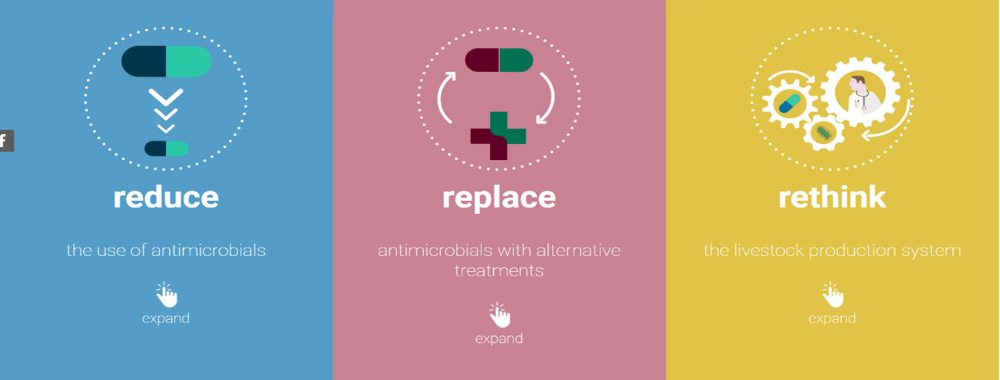 f
reduce
the use of antimicrobials
expand
replace
antimicrobials with alternative
treatments
expand
rethink
the livestock production system
expand